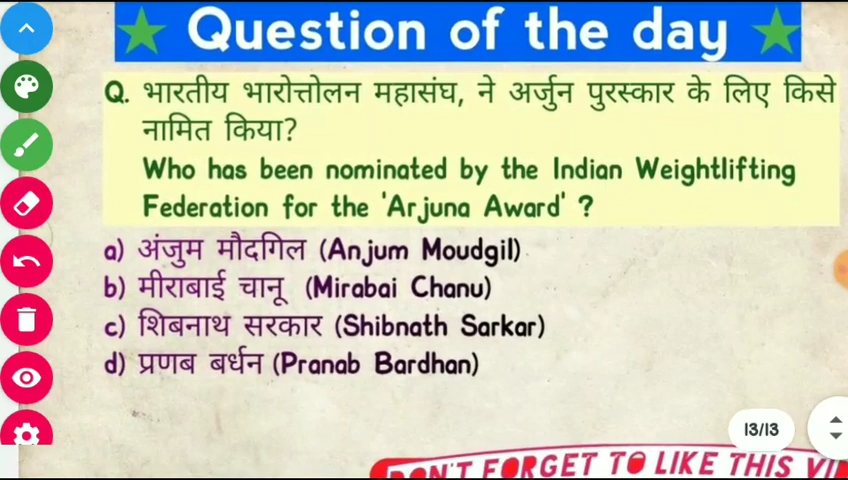 Question of the day
Q. भारतीय भारोत्तोलन महासंघ, ने अर्जुन पुरस्कार के लिए किसे
नामित किया?
Who has been nominated by the Indian Weightlifting
Federation for the 'Arjuna Award' ?
a) अंजुम मौदगिल (Anjum Moudgil)
b) मीराबाई चानू (Mirabai Chanu)
c) शिबनाथ सरकार (Shibnath Sarkar)
d) प्रणब बर्धन (Pranab Bardhan)
13/13
DON'T FORGET TO LIKE THIS